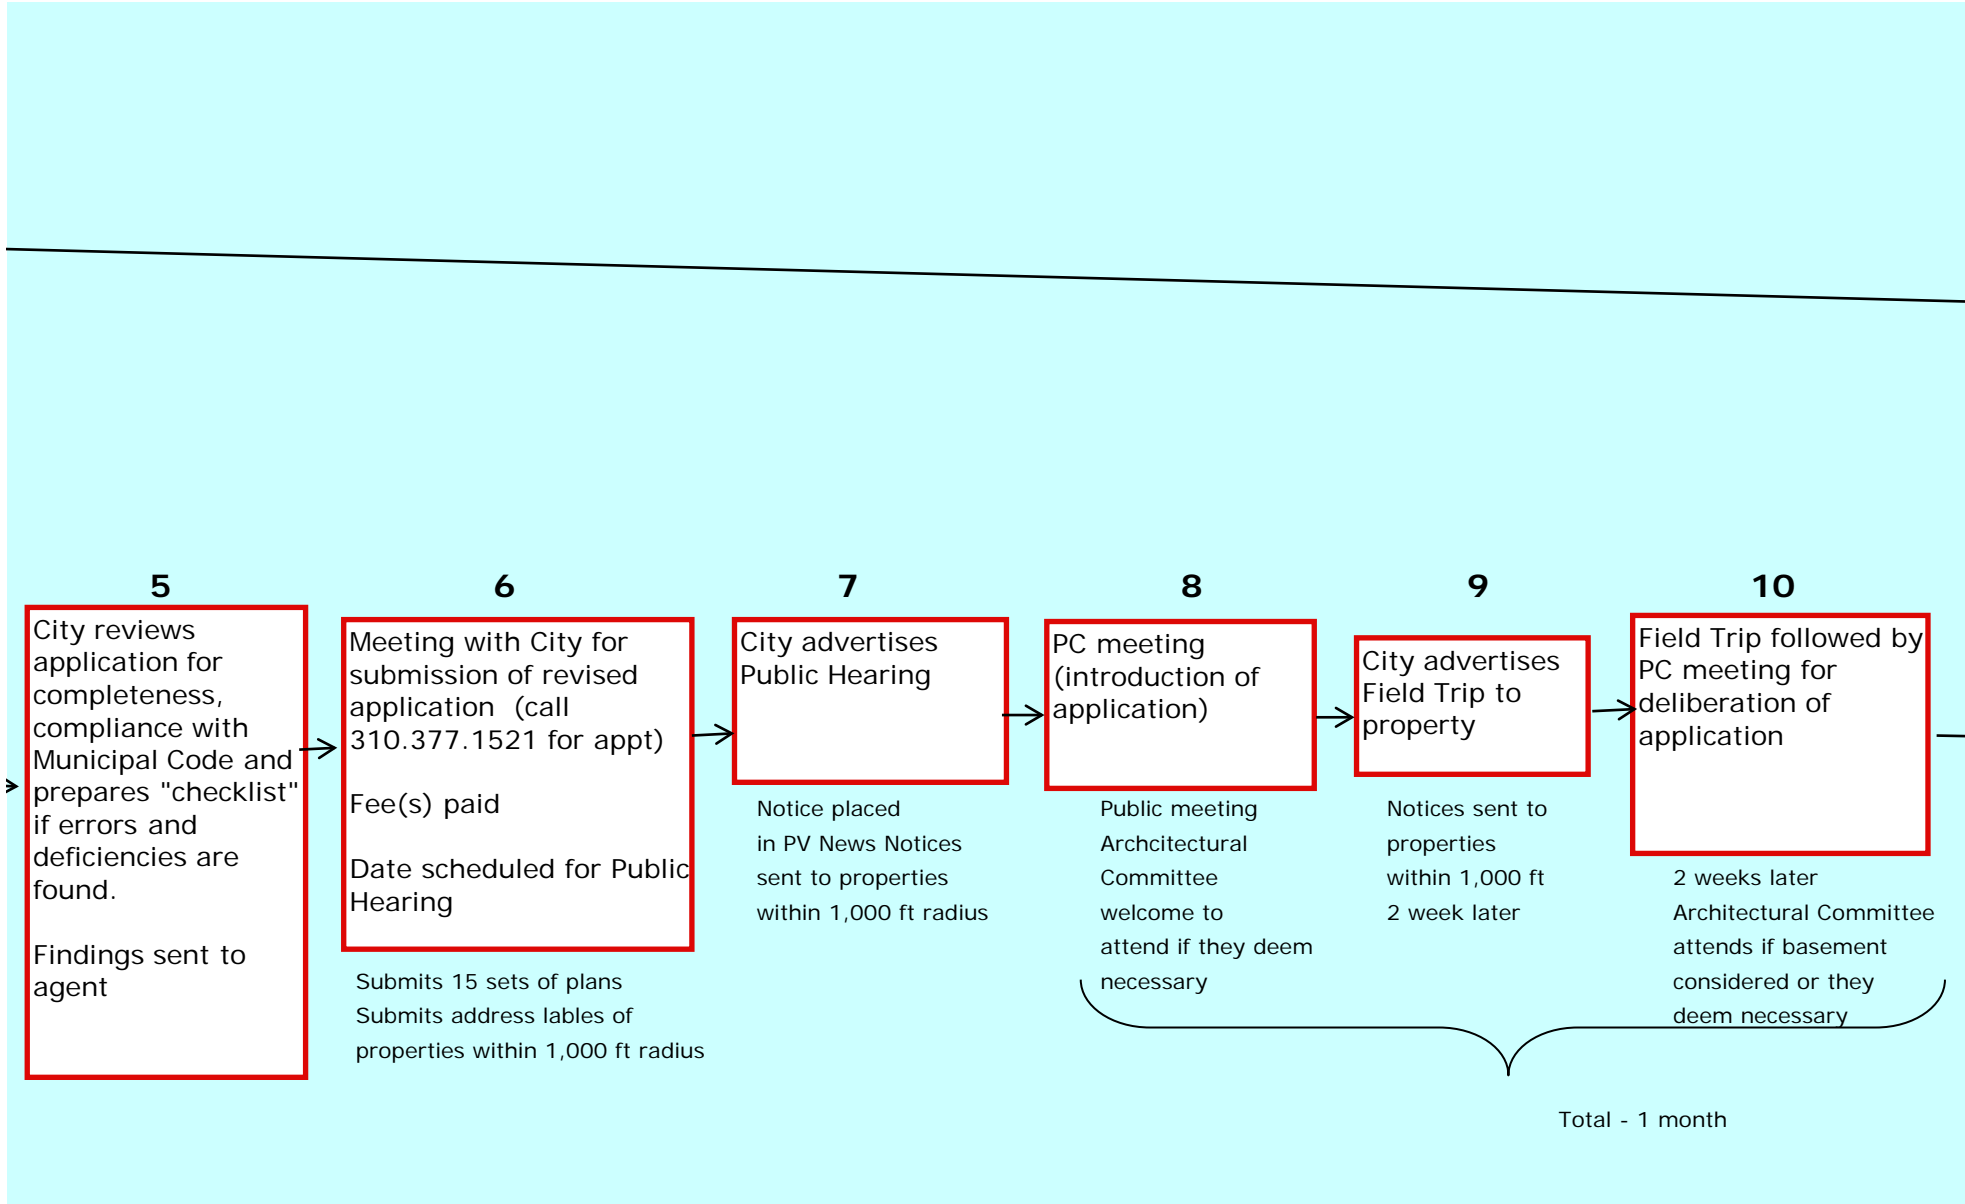 5
City reviews
application for
completeness,
compliance with
Municipal Code and
prepares "checklist"
if errors and
deficiencies are
found.
Findings sent to
agent
6
Meeting with City for
submission of revised
application  (call
310.377.1521 for appt)
Fee(s) paid
Date scheduled for Public
Hearing
Submits 15 sets of plans
Submits address lables of
properties within 1,000 ft radius
7
City advertises
Public Hearing
Notice placed
in PV News Notices
sent to properties
within 1,000 ft radius
8
PC meeting
(introduction of
application)
Public meeting
Archcitectural
Committee
welcome to
attend if they deem
necessary
9
City advertises
Field Trip to
property
Notices sent to
properties
within 1,000 ft
2 week later
10
Field Trip followed by
PC meeting for
deliberation of
application
2 weeks later
Architectural Committee
attends if basement
considered or they
deem necessary
Total - 1 month